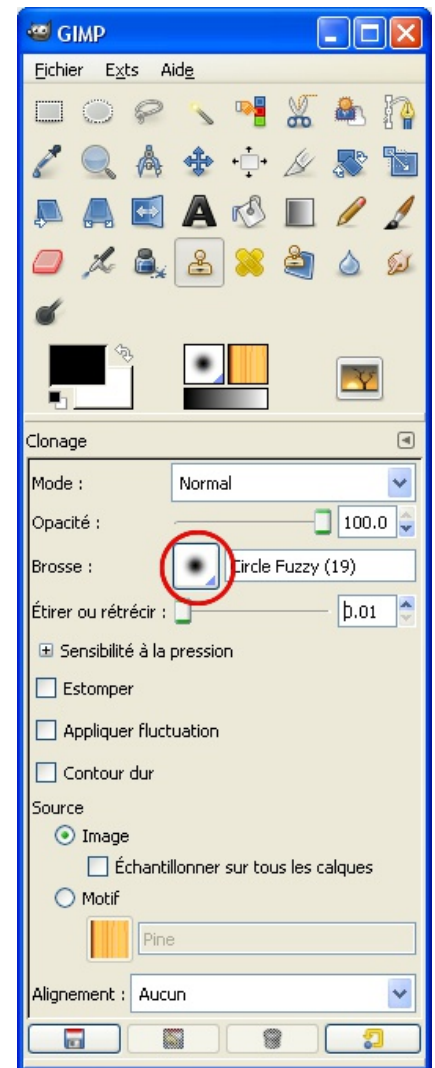 GIMP
Fichier Exts Aide
Clonage
Mode : Normal
Opacité : 100.0
Brosse : Circle Fuzzy (19)
Étirer ou rétrécir : 0.01
Sensibilité à la pression
Estomper
Appliquer fluctuation
Contour dur
Source
Image
Échantillonner sur tous les calques
Motif
Pine
Alignement : Aucun